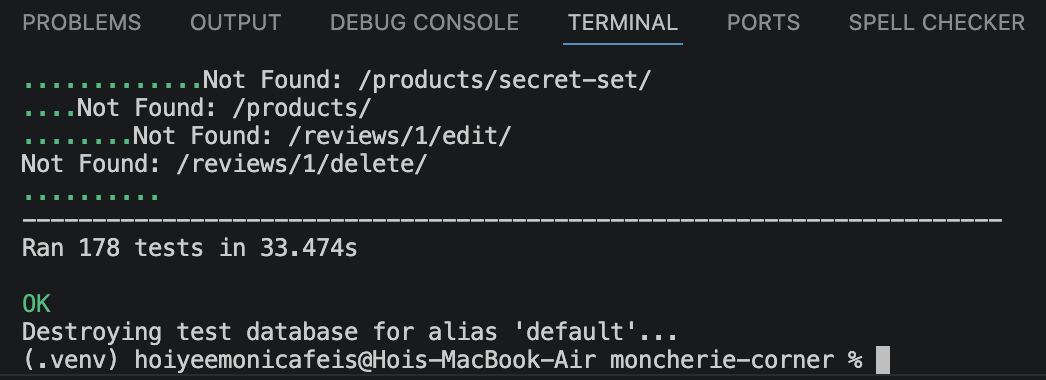 PROBLEMS OUTPUT DEBUG CONSOLE TERMINAL PORTS SPELL CHECKER
.............Not Found: /products/secret-set/
....Not Found: /products/
........Not Found: /reviews/1/edit/
Not Found: /reviews/1/delete/
..........
----------------------------------------------------------------------
Ran 178 tests in 33.474s
OK
Destroying test database for alias 'default'...
(.venv) hoiyeemonicafeis@Hois-MacBook-Air moncherie-corner %